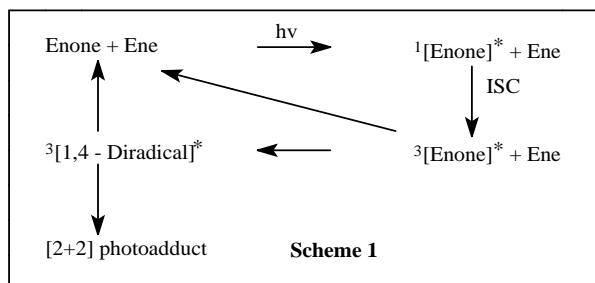 Enone + Ene hν ¹[Enone]* + Ene
ISC
³[1,4 - Diradical]* ³[Enone]* + Ene
[2+2] photoadduct Scheme 1